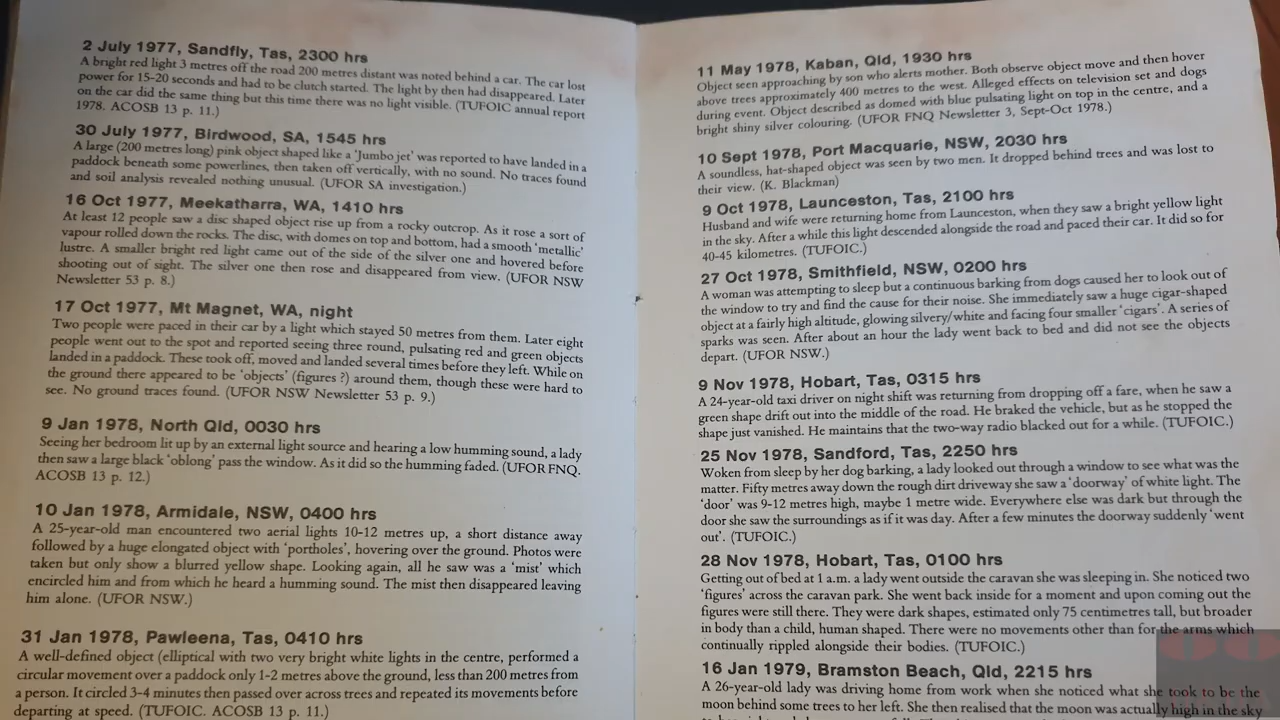 2 July 1977, Sandfly, Tas, 2300 hrs
A bright red light 3 metres off the road 200 metres distant was noted behind a car. The car lost
power for 15-20 seconds and had to be clutch started. The light by then had disappeared. Later
on the car did the same thing but this time there was no light visible. (TUFOIC annual report
1978. ACOSB 13 p. 11.)
30 July 1977, Birdwood, SA, 1545 hrs
A large (200 metres long) pink object shaped like a 'Jumbo jet' was reported to have landed in a
paddock beneath some powerlines, then taken off vertically, with no sound. No traces found
and soil analysis revealed nothing unusual. (UFOR SA investigation.)
16 Oct 1977, Meekatharra, WA, 1410 hrs
At least 12 people saw a disc shaped object rise up from a rocky outcrop. As it rose a sort of
vapour rolled down the rocks. The disc, with domes on top and bottom, had a smooth 'metallic'
lustre. A smaller bright red light came out of the side of the silver one and hovered before
shooting out of sight. The silver one then rose and disappeared from view. (UFOR NSW
Newsletter 53 p. 8.)
17 Oct 1977, Mt Magnet, WA, night
Two people were paced in their car by a light which stayed 50 metres from them. Later eight
people went out to the spot and reported seeing three round, pulsating red and green objects
landed in a paddock. These took off, moved and landed several times before they left. While on
the ground there appeared to be 'objects' (figures ?) around them, though these were hard to
see. No ground traces found. (UFOR NSW Newsletter 53 p. 9.)
9 Jan 1978, North Qld, 0030 hrs
Seeing her bedroom lit up by an external light source and hearing a low humming sound, a lady
then saw a large black 'oblong' pass the window. As it did so the humming faded. (UFOR FNQ.
ACOSB 13 p. 12.)
10 Jan 1978, Armidale, NSW, 0400 hrs
A 25-year-old man encountered two aerial lights 10-12 metres up, a short distance away
followed by a huge elongated object with 'portholes', hovering over the ground. Photos were
taken but only show a blurred yellow shape. Looking again, all he saw was a 'mist' which
encircled him and from which he heard a humming sound. The mist then disappeared leaving
him alone. (UFOR NSW.)
31 Jan 1978, Pawleena, Tas, 0410 hrs
A well-defined object (elliptical with two very bright white lights in the centre, performed a
circular movement over a paddock only 1-2 metres above the ground, less than 200 metres from
a person. It circled 3-4 minutes then passed over across trees and repeated its movements before
departing at speed. (TUFOIC. ACOSB 13 p. 11.)
11 May 1978, Kaban, Qld, 1930 hrs
Object seen approaching by son who alerts mother. Both observe object move and then hover
above trees approximately 400 metres to the west. Alleged effects on television set and dogs
during event. Object described as domed with blue pulsating light on top in the centre, and a
bright shiny silver colouring. (UFOR FNQ Newsletter 3, Sept-Oct 1978.)
10 Sept 1978, Port Macquarie, NSW, 2030 hrs
A soundless, hat-shaped object was seen by two men. It dropped behind trees and was lost to
their view. (K. Blackman)
9 Oct 1978, Launceston, Tas, 2100 hrs
Husband and wife were returning home from Launceston, when they saw a bright yellow light
in the sky. After a while this light descended alongside the road and paced their car. It did so for
40-45 kilometres. (TUFOIC.)
27 Oct 1978, Smithfield, NSW, 0200 hrs
A woman was attempting to sleep but a continuous barking from dogs caused her to look out of
the window to try and find the cause for their noise. She immediately saw a huge cigar-shaped
object at a fairly high altitude, glowing silvery/white and facing four smaller 'cigars'. A series of
sparks was seen. After about an hour the lady went back to bed and did not see the objects
depart. (UFOR NSW.)
9 Nov 1978, Hobart, Tas, 0315 hrs
A 24-year-old taxi driver on night shift was returning from dropping off a fare, when he saw a
green shape drift out into the middle of the road. He braked the vehicle, but as he stopped the
shape just vanished. He maintains that the two-way radio blacked out for a while. (TUFOIC.)
25 Nov 1978, Sandford, Tas, 2250 hrs
Woken from sleep by her dog barking, a lady looked out through a window to see what was the
matter. Fifty metres away down the rough dirt driveway she saw a 'doorway' of white light. The
'door' was 9-12 metres high, maybe 1 metre wide. Everywhere else was dark but through the
door she saw the surroundings as if it was day. After a few minutes the doorway suddenly 'went
out'. (TUFOIC.)
28 Nov 1978, Hobart, Tas, 0100 hrs
Getting out of bed at 1 a.m. a lady went outside the caravan she was sleeping in. She noticed two
'figures' across the caravan park. She went back inside for a moment and upon coming out the
figures were still there. They were dark shapes, estimated only 75 centimetres tall, but broader
in body than a child, human shaped. There were no movements other than for the arms which
continually rippled alongside their bodies. (TUFOIC.)
16 Jan 1979, Bramston Beach, Qld, 2215 hrs
A 26-year-old lady was driving home from work when she noticed what she took to be the
moon behind some trees to her left. She then realised that the moon was actually high in the sky